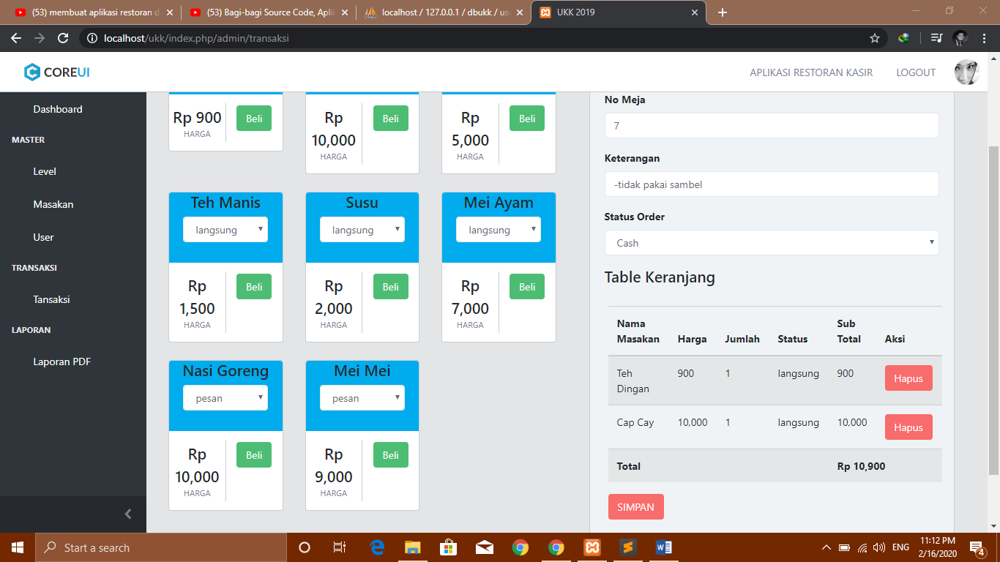 (53) membuat aplikasi restoran d
(53) Bagi-bagi Source Code, Apli
localhost / 127.0.0.1 / dbukk / us
UKK 2019
localhost/ukk/index.php/admin/transaksi
COREUI
APLIKASI RESTORAN KASIR
LOGOUT
Dashboard
MASTER
Level
Masakan
User
TRANSAKSI
Tansaksi
LAPORAN
Laporan PDF
Rp 900
HARGA
Beli
Rp
10,000
HARGA
Beli
Rp
5,000
HARGA
Beli
Teh Manis
langsung
Rp
1,500
HARGA
Beli
Susu
langsung
Rp
2,000
HARGA
Beli
Mei Ayam
langsung
Rp
7,000
HARGA
Beli
Nasi Goreng
pesan
Rp
10,000
HARGA
Beli
Mei Mei
pesan
Rp
9,000
HARGA
Beli
No Meja
7
Keterangan
-tidak pakai sambel
Status Order
Cash
Table Keranjang
Nama Masakan Harga Jumlah Status Sub Total Aksi
Teh Dingan 900 1 langsung 900 Hapus
Cap Cay 10,000 1 langsung 10,000 Hapus
Total Rp 10,900
SIMPAN
Start a search
ENG
11:12 PM
2/16/2020
4